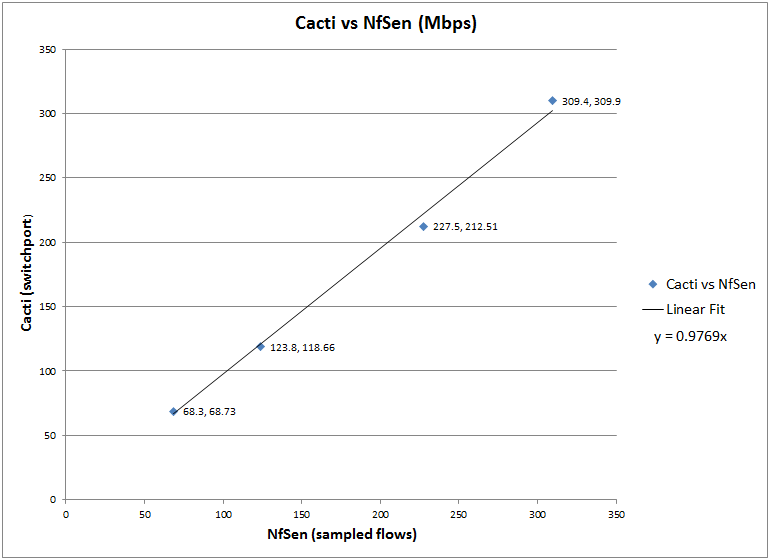 Cacti vs NfSen (Mbps)
350
300
250
200
150
100
50
0
Cacti (switchport)
309.4, 309.9
227.5, 212.51
123.8, 118.66
68.3, 68.73
Cacti vs NfSen
Linear Fit
y = 0.9769x
0 50 100 150 200 250 300 350
NfSen (sampled flows)